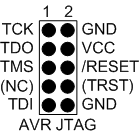 1 2
TCK GND
TDO VCC
TMS /RESET
(NC) (TRST)
TDI GND
AVR JTAG